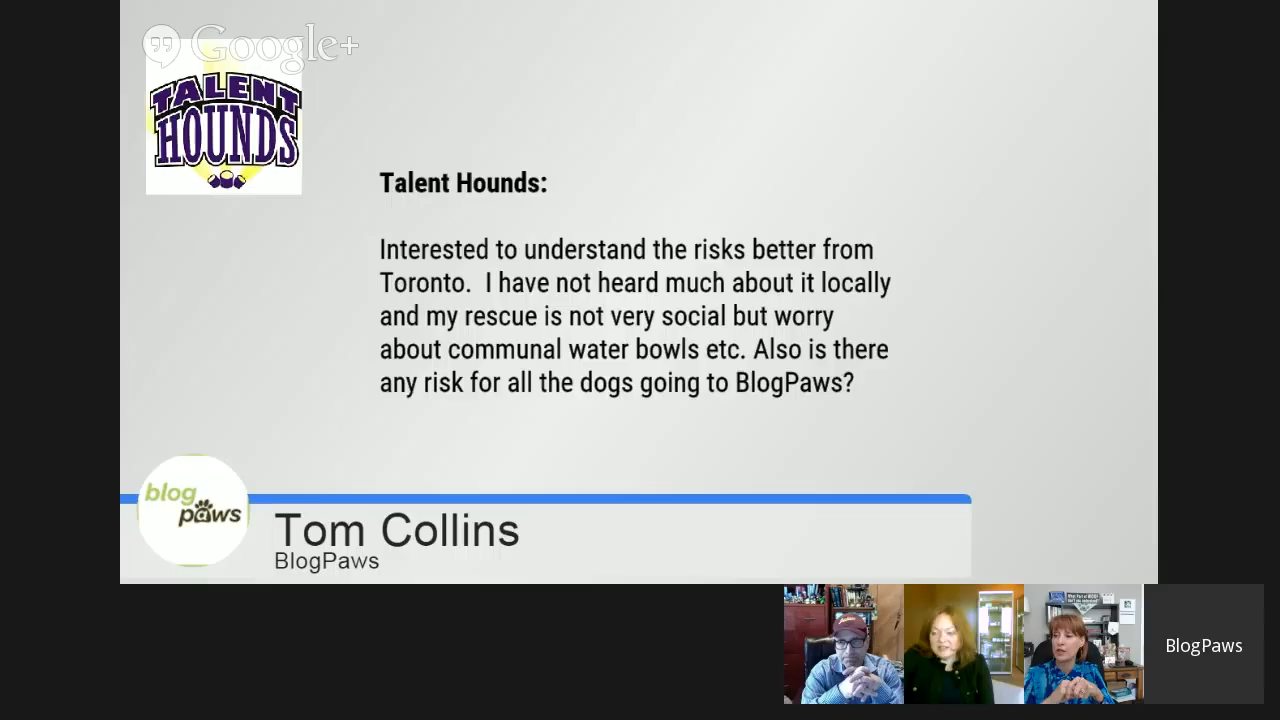 Google+
TALENT
HOUNDS
Talent Hounds:
Interested to understand the risks better from
Toronto.  I have not heard much about it locally
and my rescue is not very social but worry
about communal water bowls etc. Also is there
any risk for all the dogs going to BlogPaws?
blog
paws
Tom Collins
BlogPaws
BlogPaws